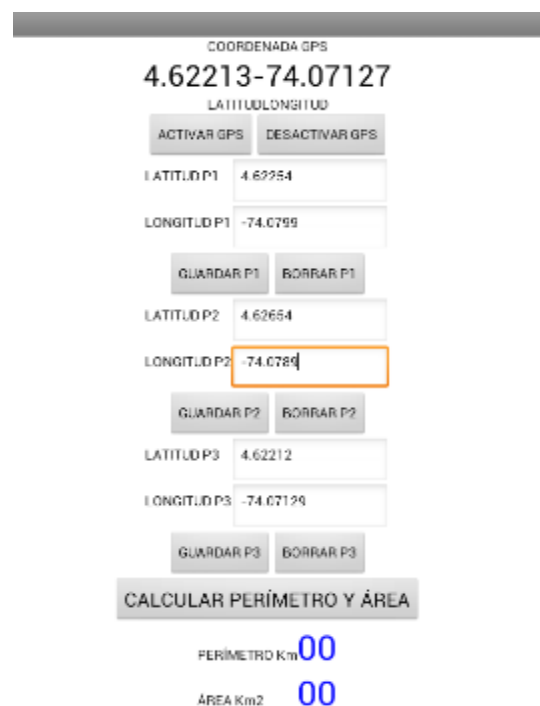 COORDENADA GPS
4.62213-74.07127
LATITUDLONGITUD
ACTIVAR GPS DESACTIVAR GPS
LATITUD P1 4.62254
LONGITUD P1 -74.0799
GUARDAR P1 BORRAR P1
LATITUD P2 4.62654
LONGITUD P2 -74.0789
GUARDAR P2 BORRAR P2
LATITUD P3 4.62212
LONGITUD P3 -74.07129
GUARDAR P3 BORRAR P3
CALCULAR PERÍMETRO Y ÁREA
PERÍMETRO Km 00
ÁREA Km2 00